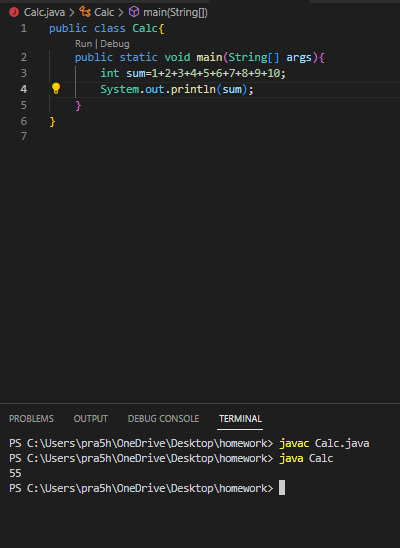 Calc.java > Calc > main(String[])
1 public class Calc{
Run | Debug
2 public static void main(String[] args){
3 int sum=1+2+3+4+5+6+7+8+9+10;
4 System.out.println(sum);
5 }
6 }
7
PROBLEMS OUTPUT DEBUG CONSOLE TERMINAL
PS C:\Users\pra5h\OneDrive\Desktop\homework> javac Calc.java
PS C:\Users\pra5h\OneDrive\Desktop\homework> java Calc
55
PS C:\Users\pra5h\OneDrive\Desktop\homework>